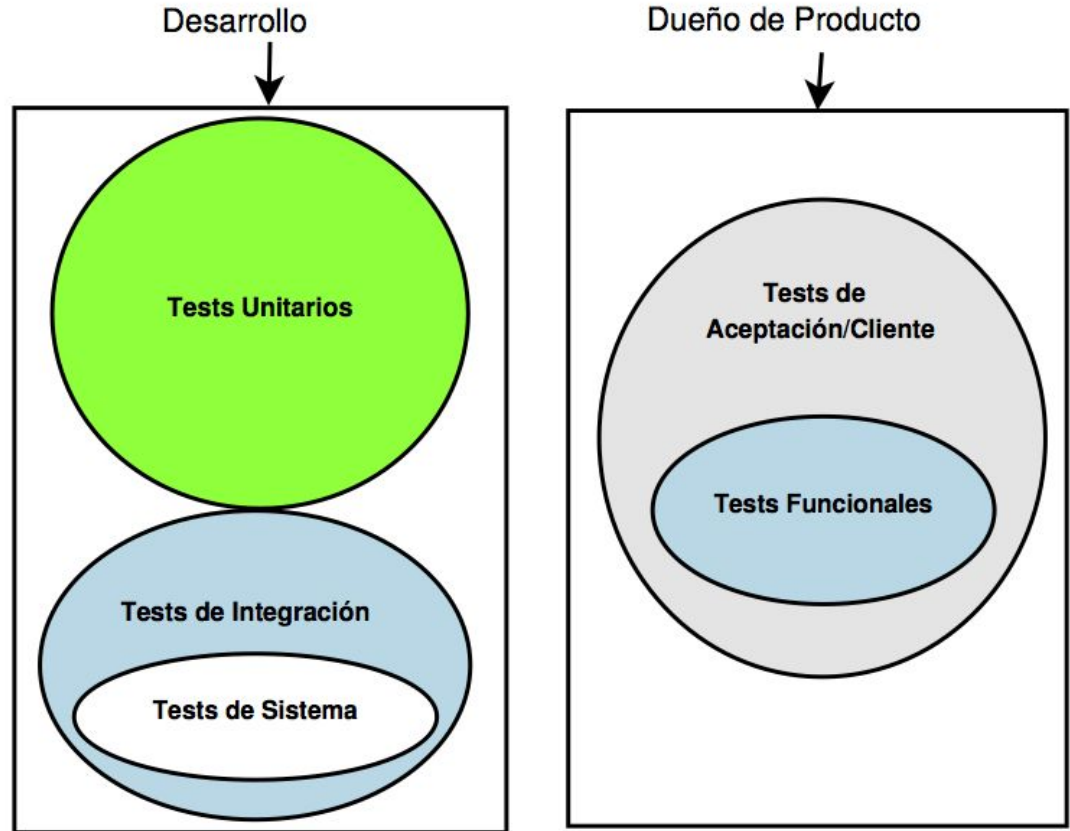 Desarrollo
Dueño de Producto
Tests Unitarios
Tests de Integración
Tests de Sistema
Tests de
Aceptación/Cliente
Tests Funcionales